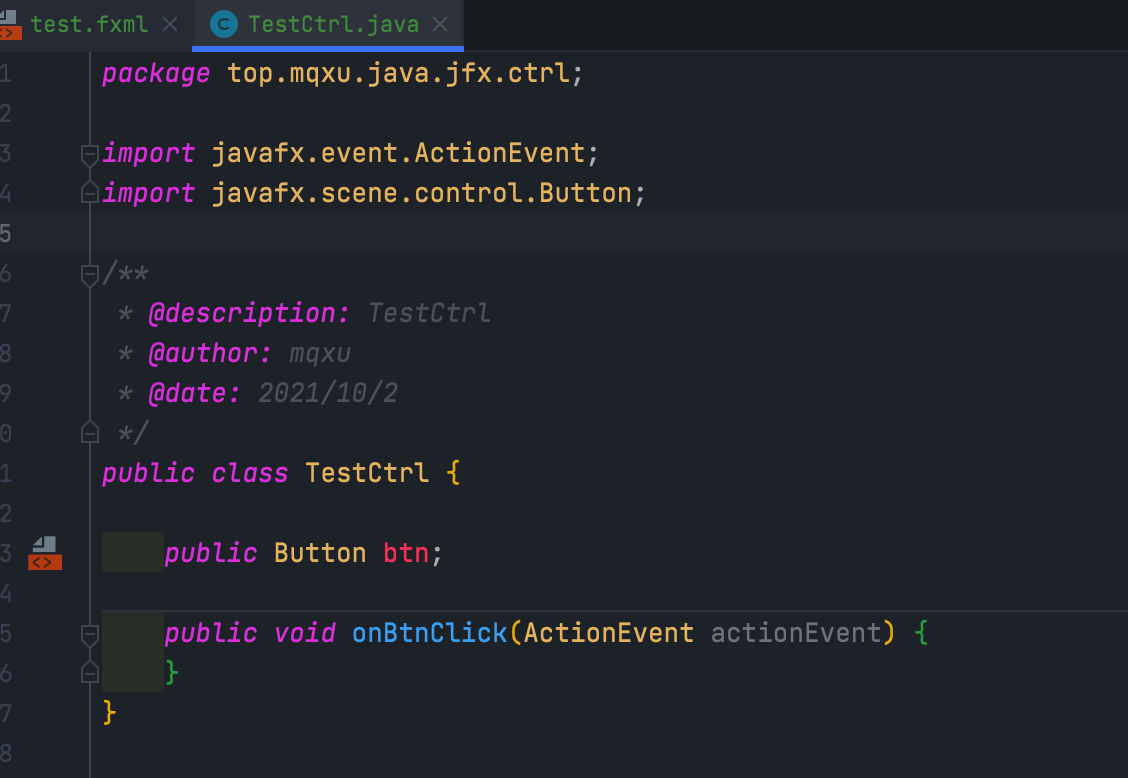 test.fxml TestCtrl.java
1 package top.mqxu.java.jfx.ctrl;
2
3 import javafx.event.ActionEvent;
4 import javafx.scene.control.Button;
5
6 /**
7 * @description: TestCtrl
8 * @author: mqxu
9 * @date: 2021/10/2
0 */
1 public class TestCtrl {
2
3 public Button btn;
4
5 public void onBtnClick(ActionEvent actionEvent) {
6 }
7 }
8